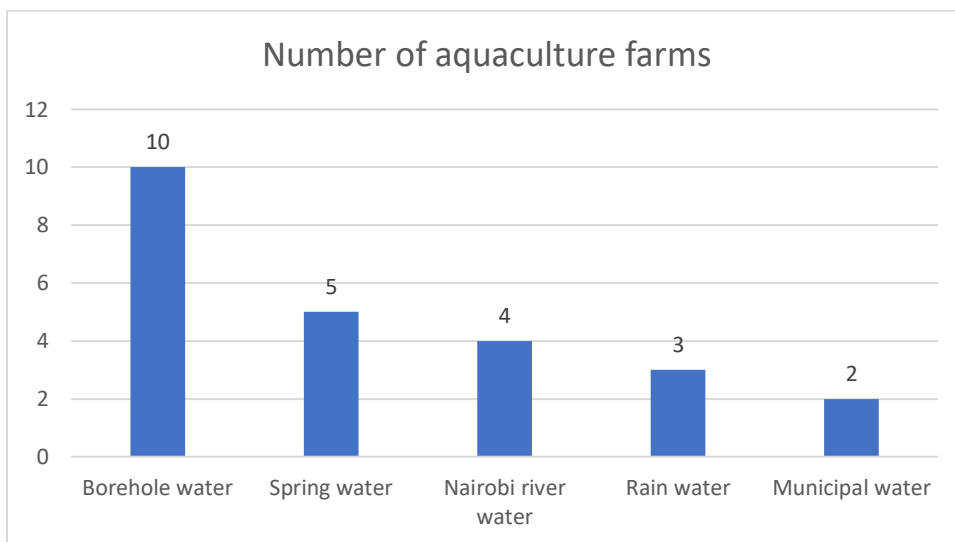 Number of aquaculture farms
12
10
8
6
4
2
0
10
5
4
3
2
Borehole water
Spring water
Nairobi river
water
Rain water
Municipal water